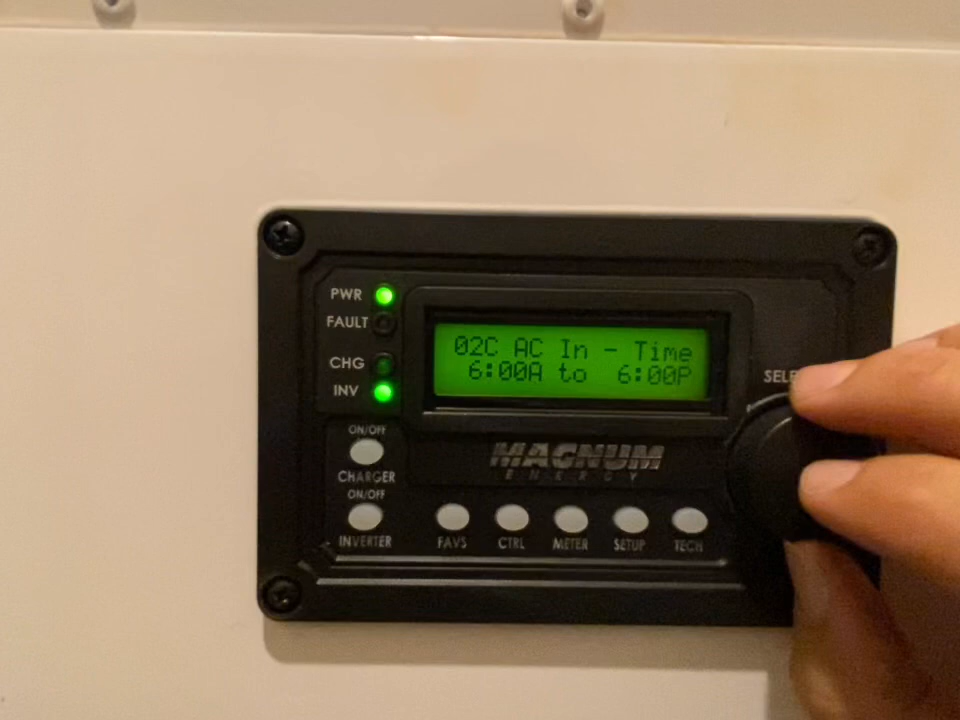 PWR
FAULT
CHG
INV
02C AC In - Time
6:00A to 6:00P
ON/OFF
CHARGER
ON/OFF
INVERTER
MAGNUM
ENERGY
FAVS
CTRL
METER
SETUP
TECH